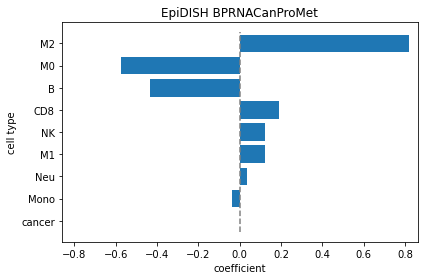 EpiDISH BPRNACanProMet
cell type
M2
M0
B
CD8
NK
M1
Neu
Mono
cancer
−0.8 −0.6 −0.4 −0.2 0.0 0.2 0.4 0.6 0.8
coefficient